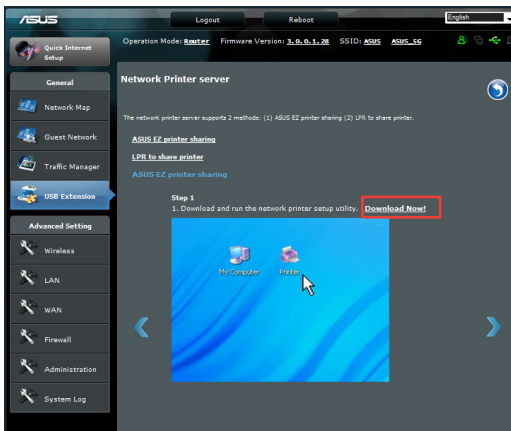 ASUS
Logout
Reboot
English
Quick Internet Setup
Operation Mode: Router Firmware Version: 3.0.0.1.28 SSID: ASUS ASUS_5G
General
Network Map
Guest Network
Traffic Manager
USB Extension
Advanced Setting
Wireless
LAN
WAN
Firewall
Administration
System Log
Network Printer server
The network printer server supports 2 methods: (1) ASUS EZ printer sharing (2) LPR to share printer.
ASUS EZ printer sharing
LPR to share printer
ASUS EZ printer sharing
Step 1
1. Download and run the network printer setup utility. Download Now!
My Computer
Printer